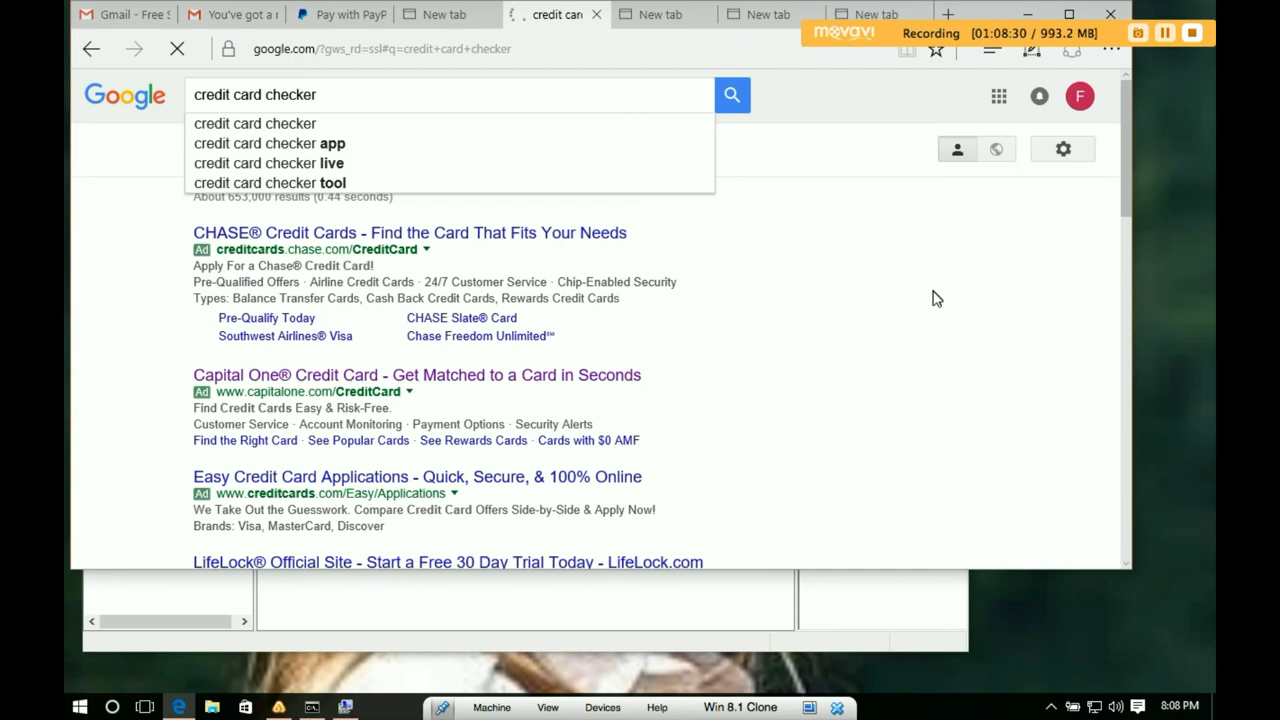 Gmail - Free S
You've got a r
Pay with PayP
New tab
credit card
New tab
New tab
New tab
movavi
Recording [01:08:30 / 993.2 MB]
google.com/?gws_rd=ssl#q=credit+card+checker
Google
credit card checker
F
credit card checker
credit card checker app
credit card checker live
credit card checker tool
About 653,000 results (0.44 seconds)
CHASE® Credit Cards - Find the Card That Fits Your Needs
Ad creditcards.chase.com/CreditCard
Apply For a Chase® Credit Card!
Pre-Qualified Offers · Airline Credit Cards · 24/7 Customer Service · Chip-Enabled Security
Types: Balance Transfer Cards, Cash Back Credit Cards, Rewards Credit Cards
Pre-Qualify Today CHASE Slate® Card
Southwest Airlines® Visa Chase Freedom Unlimited℠
Capital One® Credit Card - Get Matched to a Card in Seconds
Ad www.capitalone.com/CreditCard
Find Credit Cards Easy & Risk-Free.
Customer Service · Account Monitoring · Payment Options · Security Alerts
Find the Right Card · See Popular Cards · See Rewards Cards · Cards with $0 AMF
Easy Credit Card Applications - Quick, Secure, & 100% Online
Ad www.creditcards.com/Easy/Applications
We Take Out the Guesswork. Compare Credit Card Offers Side-by-Side & Apply Now!
Brands: Visa, MasterCard, Discover
LifeLock® Official Site - Start a Free 30 Day Trial Today - LifeLock.com
Machine View Devices Help Win 8.1 Clone
8:08 PM